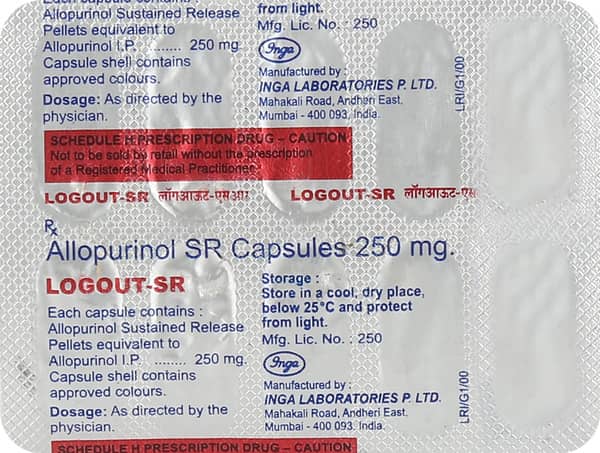 Each capsule contains :
Allopurinol Sustained Release
Pellets equivalent to
Allopurinol I.P. ........ 250 mg.
Capsule shell contains
approved colours.
Dosage: As directed by the
physician.
from light.
Mfg. Lic. No. : 250
Inga
Manufactured by :
INGA LABORATORIES P. LTD.
Mahakali Road, Andheri East.
Mumbai - 400 093, India.
LRI/G1/00
SCHEDULE H PRESCRIPTION DRUG – CAUTION
Not to be sold by retail without the prescription
of a Registered Medical Practitioner
LOGOUT-SR लॉगआऊट-एसआर LOGOUT-SR लॉगआऊट-एस
Rx
Allopurinol SR Capsules 250 mg.
LOGOUT-SR
Each capsule contains :
Allopurinol Sustained Release
Pellets equivalent to
Allopurinol I.P. ........ 250 mg.
Capsule shell contains
approved colours.
Dosage: As directed by the
physician.
Storage :
Store in a cool, dry place,
below 25°C and protect
from light.
Mfg. Lic. No. : 250
Inga
Manufactured by :
INGA LABORATORIES P. LTD.
Mahakali Road, Andheri East.
Mumbai - 400 093, India.
LRI/G1/00
SCHEDULE H PRESCRIPTION DRUG – CAUTION